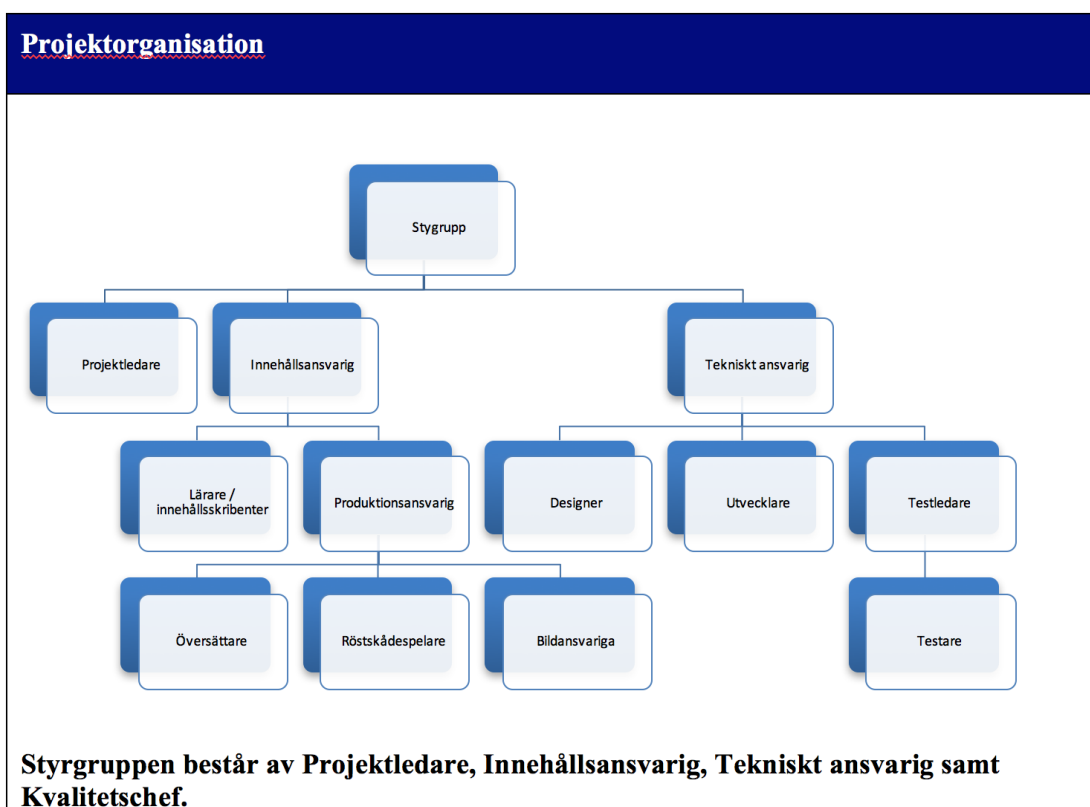 Projektorganisation
Stygrupp
Projektledare
Innehållsansvarig
Tekniskt ansvarig
Lärare /
innehållsskribenter
Produktionsansvarig
Designer
Utvecklare
Testledare
Översättare
Röstskådespelare
Bildansvariga
Testare
Styrgruppen består av Projektledare, Innehållsansvarig, Tekniskt ansvarig samt
Kvalitetschef.